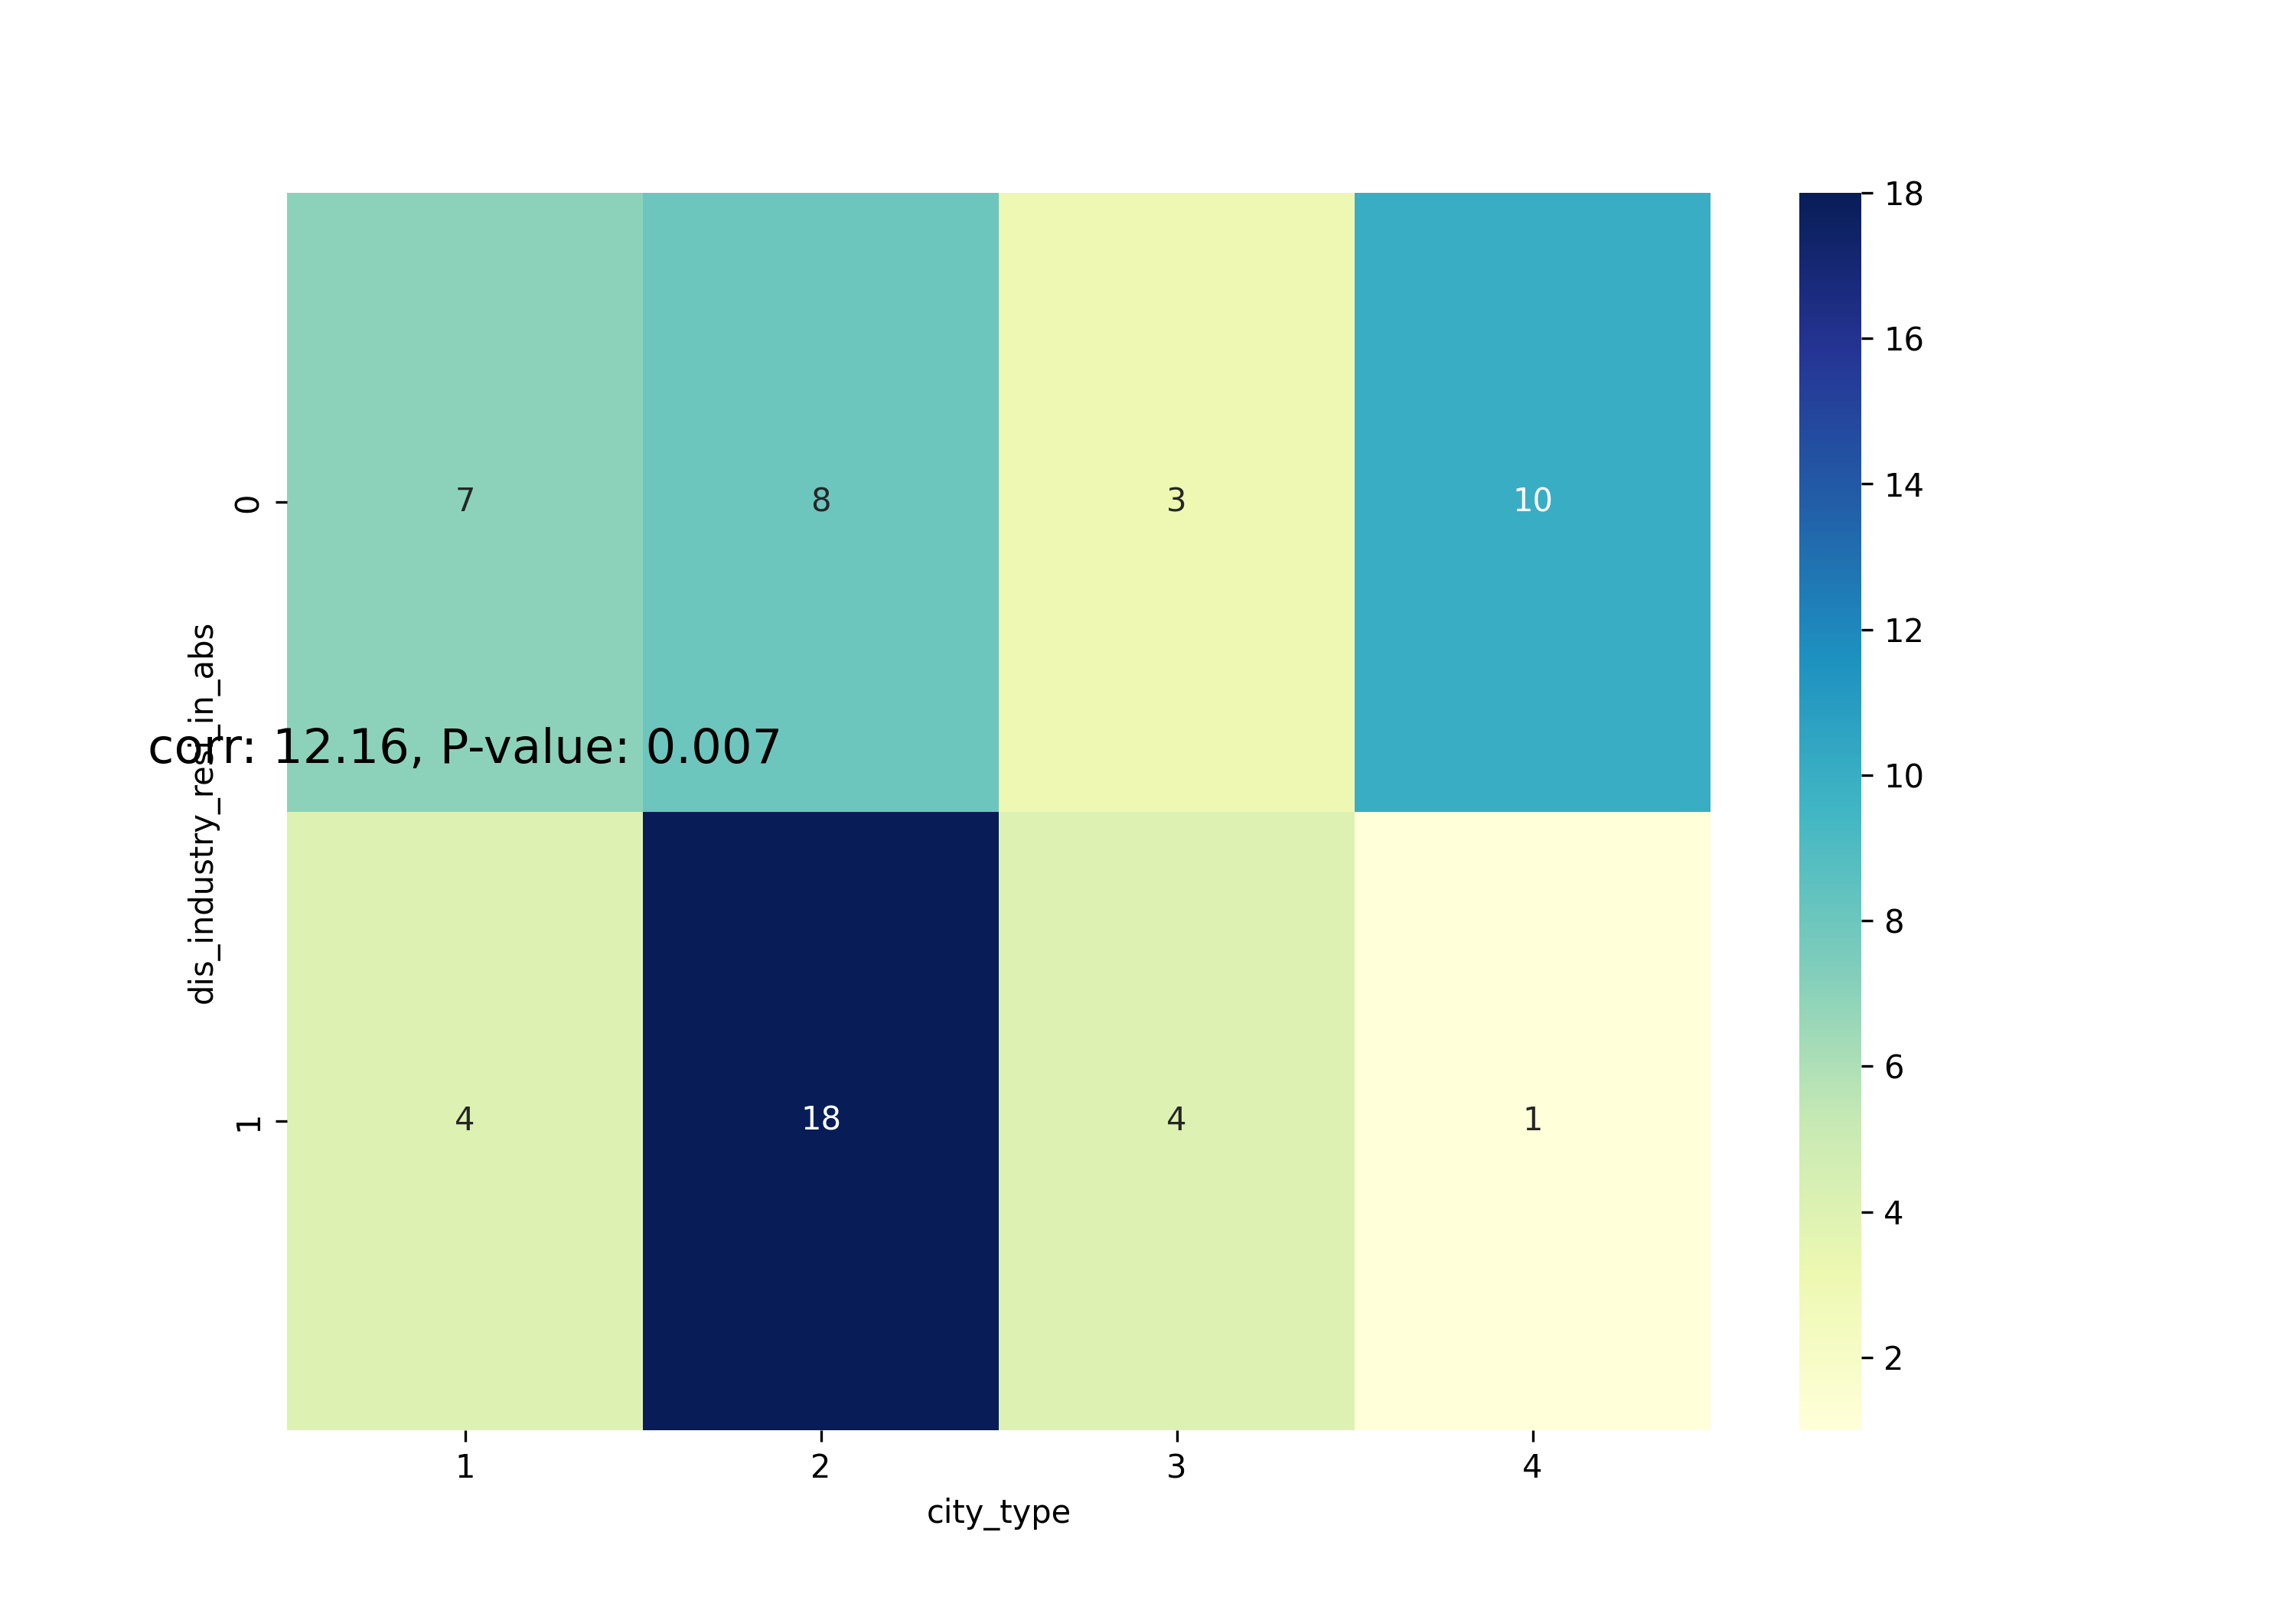 18
16
14
12
10
8
6
4
2
7 8 3 10
0
corr: 12.16, P-value: 0.007
dis_industry_resi_in_abs
4 18 4 1
1
1 2 3 4
city_type